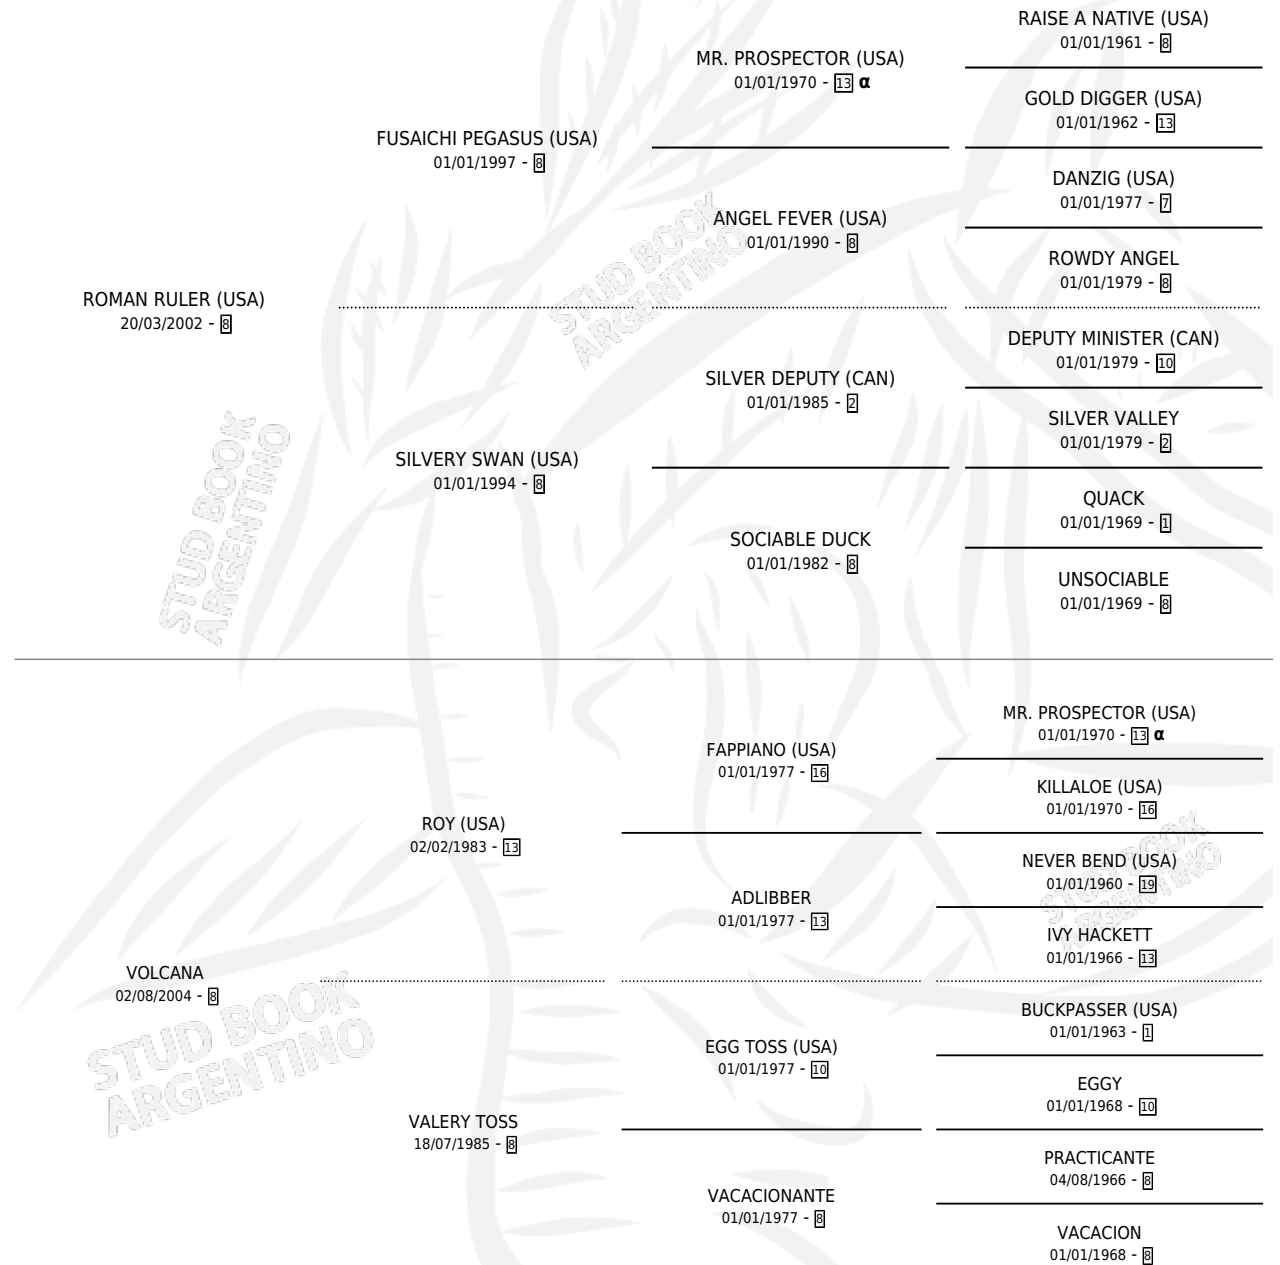 RAISE A NATIVE (USA)
01/01/1961 - 8
MR. PROSPECTOR (USA)
01/01/1970 - 13 α
GOLD DIGGER (USA)
01/01/1962 - 13
FUSAICHI PEGASUS (USA)
01/01/1997 - 8
DANZIG (USA)
01/01/1977 - 7
ANGEL FEVER (USA)
01/01/1990 - 8
ROWDY ANGEL
01/01/1979 - 8
ROMAN RULER (USA)
20/03/2002 - 8
DEPUTY MINISTER (CAN)
01/01/1979 - 10
SILVER DEPUTY (CAN)
01/01/1985 - 2
SILVER VALLEY
01/01/1979 - 2
SILVERY SWAN (USA)
01/01/1994 - 8
QUACK
01/01/1969 - 1
SOCIABLE DUCK
01/01/1982 - 8
UNSOCIABLE
01/01/1969 - 8
STUD BOOK
ARGENTINO
STUD BOOK
ARGENTINO
MR. PROSPECTOR (USA)
01/01/1970 - 13 α
FAPPIANO (USA)
01/01/1977 - 16
KILLALOE (USA)
01/01/1970 - 16
ROY (USA)
02/02/1983 - 13
NEVER BEND (USA)
01/01/1960 - 19
ADLIBBER
01/01/1977 - 13
IVY HACKETT
01/01/1966 - 13
VOLCANA
02/08/2004 - 8
BUCKPASSER (USA)
01/01/1963 - 1
EGG TOSS (USA)
01/01/1977 - 10
EGGY
01/01/1968 - 10
VALERY TOSS
18/07/1985 - 8
PRACTICANTE
04/08/1966 - 8
VACACIONANTE
01/01/1977 - 8
VACACION
01/01/1968 - 8
STUD BOOK
ARGENTINO
STUD BOOK
ARGENTINO